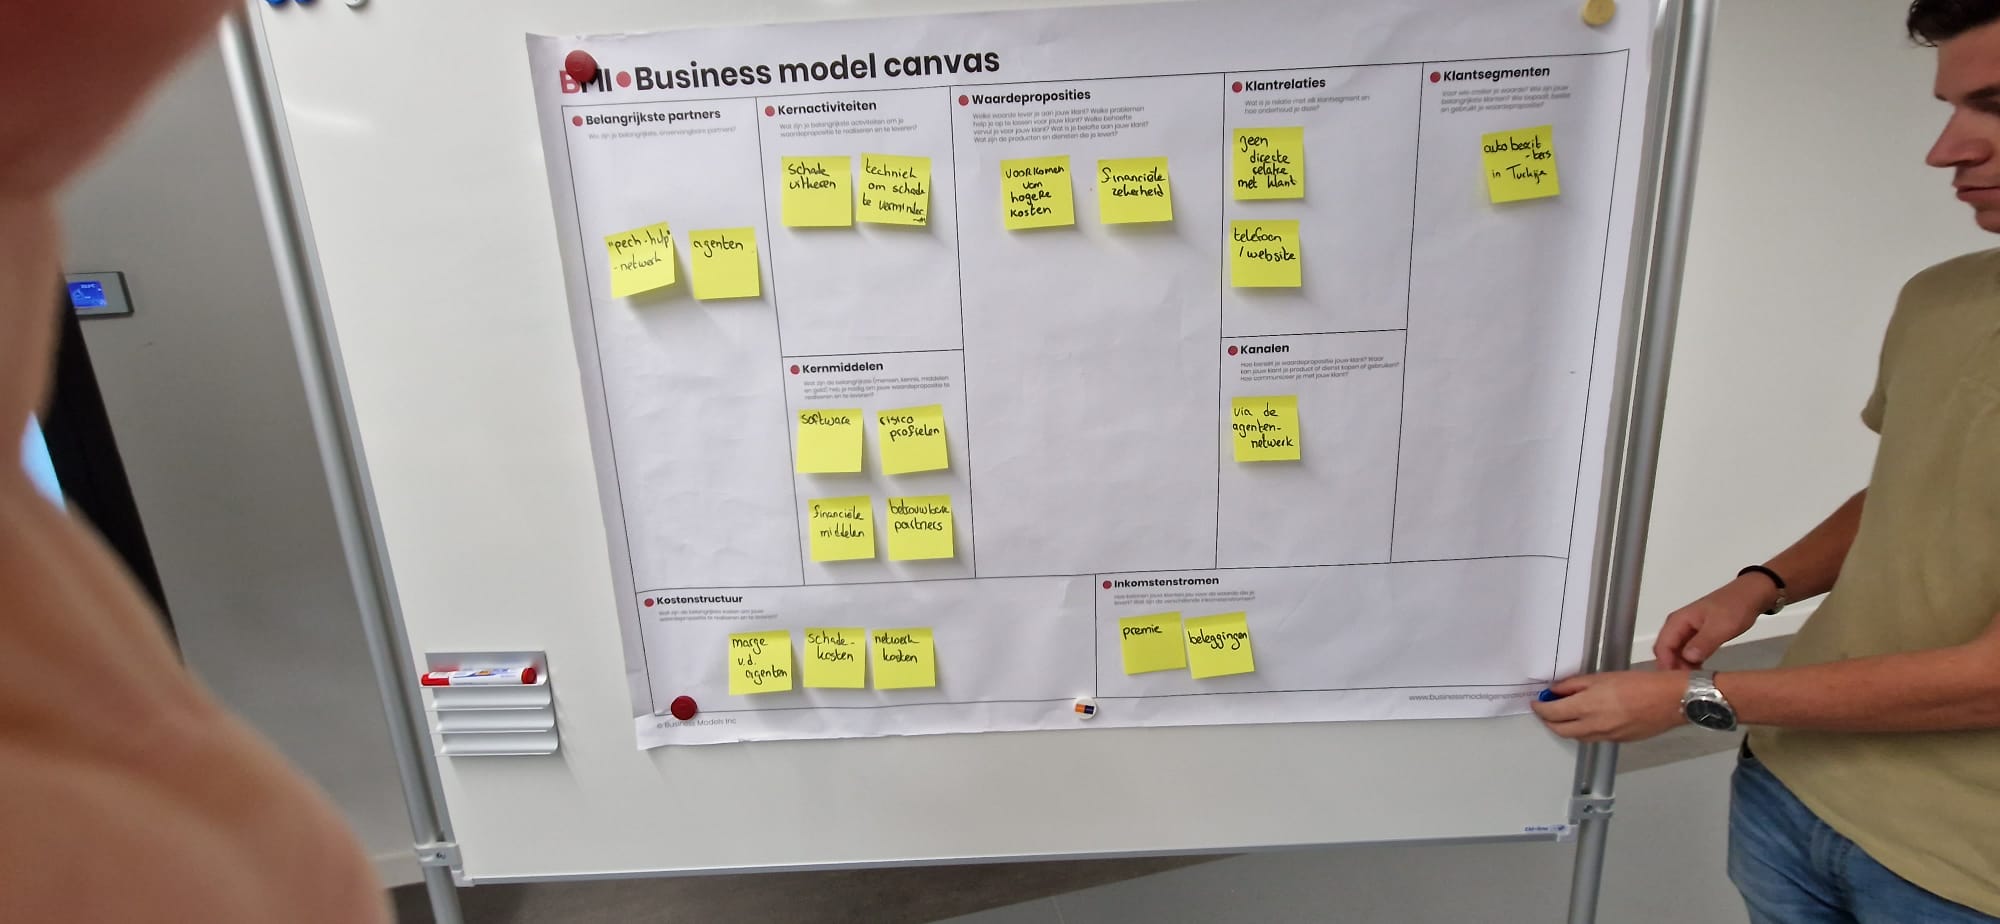 BMI Business model canvas
Belangrijkste partners
Wie zijn je belangrijkste, onvervangbare partners?
"pech-hulp"
-netwerk
agenten
Kernactiviteiten
Wat zijn je belangrijkste activiteiten om je
waardepropositie te realiseren en te leveren?
schade
uitkeren
techniek
om schade
te verminder
Kernmiddelen
Wat zijn de belangrijkste (mensen, kennis, middelen
en geld) heb je nodig om jouw waardepropositie te
realiseren en te leveren?
software
risico
profielen
financiële
middelen
betrouwbare
partners
Waardeproposities
Welke waarde lever je aan jouw klant? Welke problemen
help je op te lossen voor jouw klant? Welke behoefte
vervul je voor jouw klant? Wat is je belofte aan jouw klant?
Wat zijn de producten en diensten die je levert?
voorkomen
van
hogere
kosten
financiële
zekerheid
Klantrelaties
Wat is je relatie met elk klantsegment en
hoe onderhoud je deze?
geen
directe
relatie
met klant
telefoon
/website
Kanalen
Hoe bereikt je waardepropositie jouw klant? Waar
kan jouw klant je product of dienst kopen of gebruiken?
Hoe communiceer je met jouw klant?
via de
agenten-
netwerk
Klantsegmenten
Voor wie creëer je waarde? Wie zijn jouw
belangrijkste klanten? Wie bepaalt, beslist
en gebruikt je waardepropositie?
auto bezit
-ters
in Turkije
Kostenstructuur
Wat zijn de belangrijkste kosten om jouw
waardepropositie te realiseren en te leveren?
marge
v.d.
agenten
schade-
kosten
netwerk
kosten
Inkomstenstromen
Hoe belonen jouw klanten jou voor de waarde die je
levert? Wat zijn de verschillende inkomstenstromen?
premie
beleggingen
© Business Models Inc